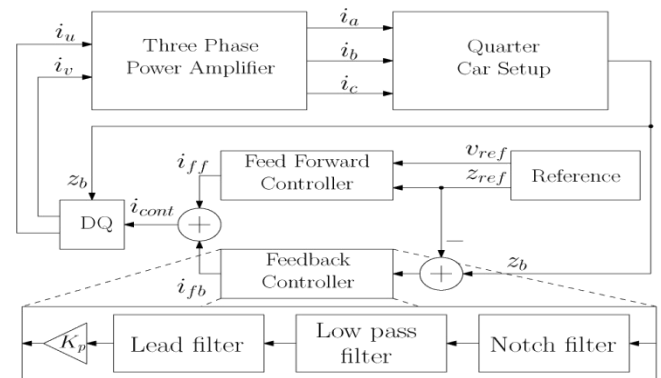 i_u
i_v
Three Phase
Power Amplifier
i_a
i_b
i_c
Quarter
Car Setup
z_b
i_ff
Feed Forward
Controller
v_ref
z_ref
Reference
DQ
i_cont
+
−
i_fb
Feedback
Controller
+
z_b
K_p
Lead filter
Low pass
filter
Notch filter